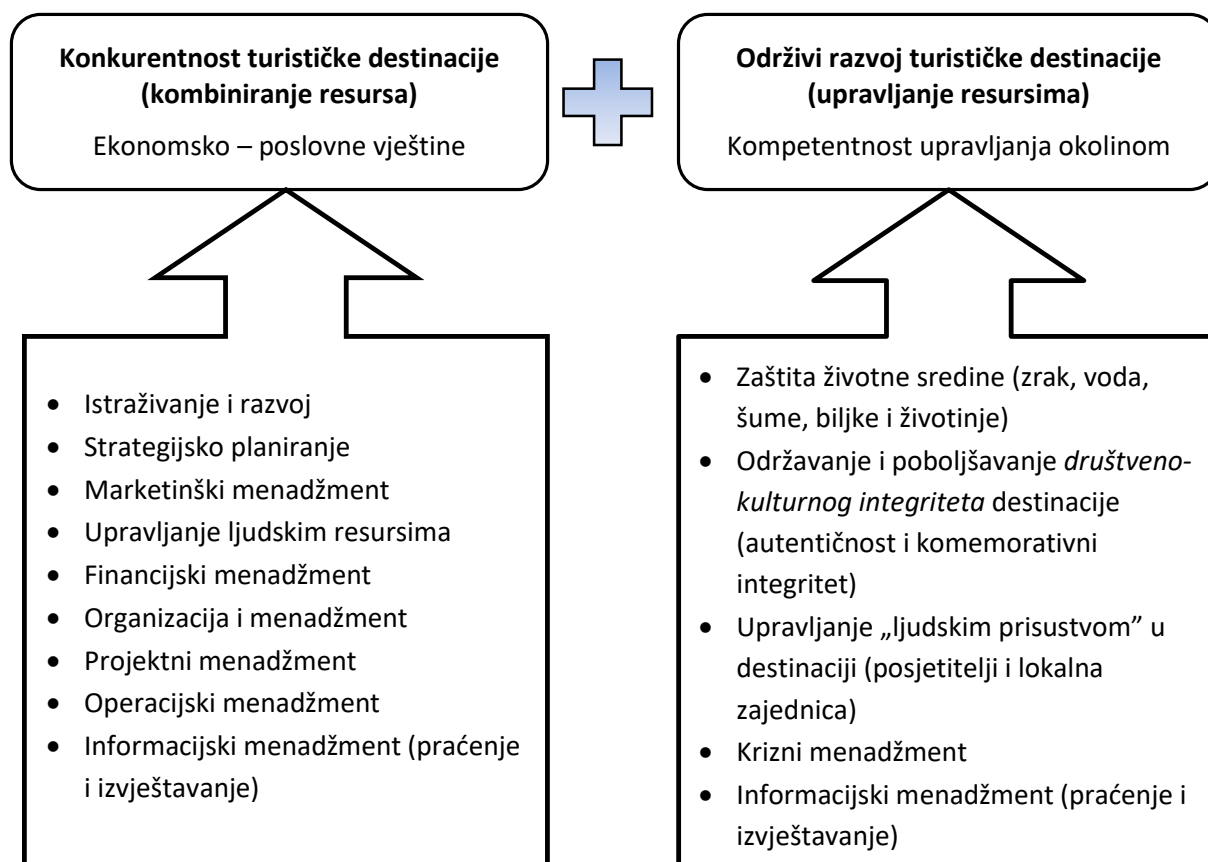 Konkurentnost turističke destinacije
(kombiniranje resursa)
Ekonomsko – poslovne vještine
Održivi razvoj turističke destinacije
(upravljanje resursima)
Kompetentnost upravljanja okolinom
• Istraživanje i razvoj
• Strategijsko planiranje
• Marketinški menadžment
• Upravljanje ljudskim resursima
• Financijski menadžment
• Organizacija i menadžment
• Projektni menadžment
• Operacijski menadžment
• Informacijski menadžment (praćenje
i izvještavanje)
• Zaštita životne sredine (zrak, voda,
šume, biljke i životinje)
• Održavanje i poboljšavanje društveno-
kulturnog integriteta destinacije
(autentičnost i komemorativni
integritet)
• Upravljanje „ljudskim prisustvom” u
destinaciji (posjetitelji i lokalna
zajednica)
• Krizni menadžment
• Informacijski menadžment (praćenje i
izvještavanje)